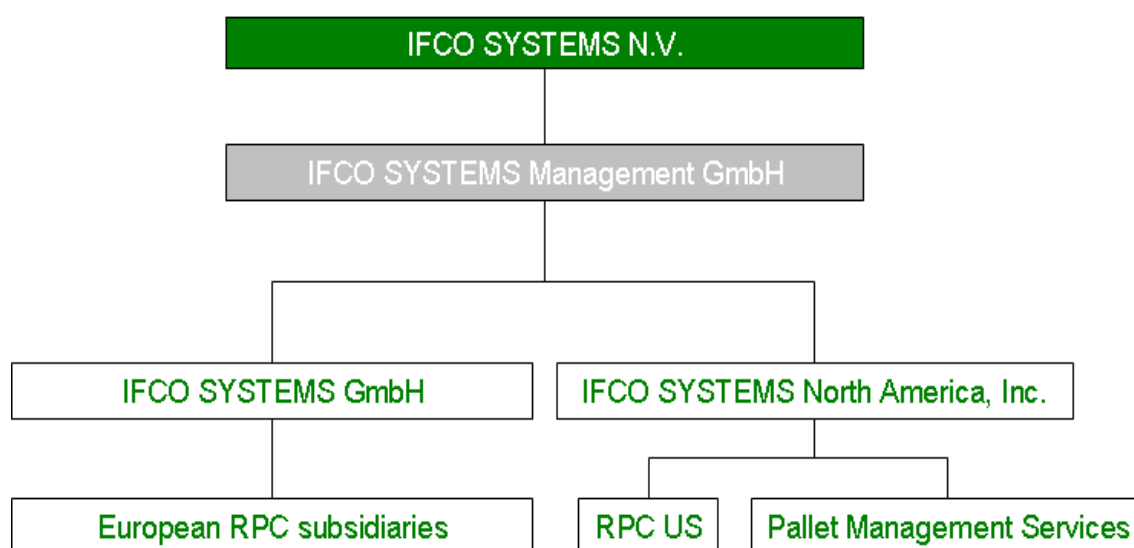 IFCO SYSTEMS N.V.
IFCO SYSTEMS Management GmbH
IFCO SYSTEMS GmbH
IFCO SYSTEMS North America, Inc.
European RPC subsidiaries
RPC US
Pallet Management Services